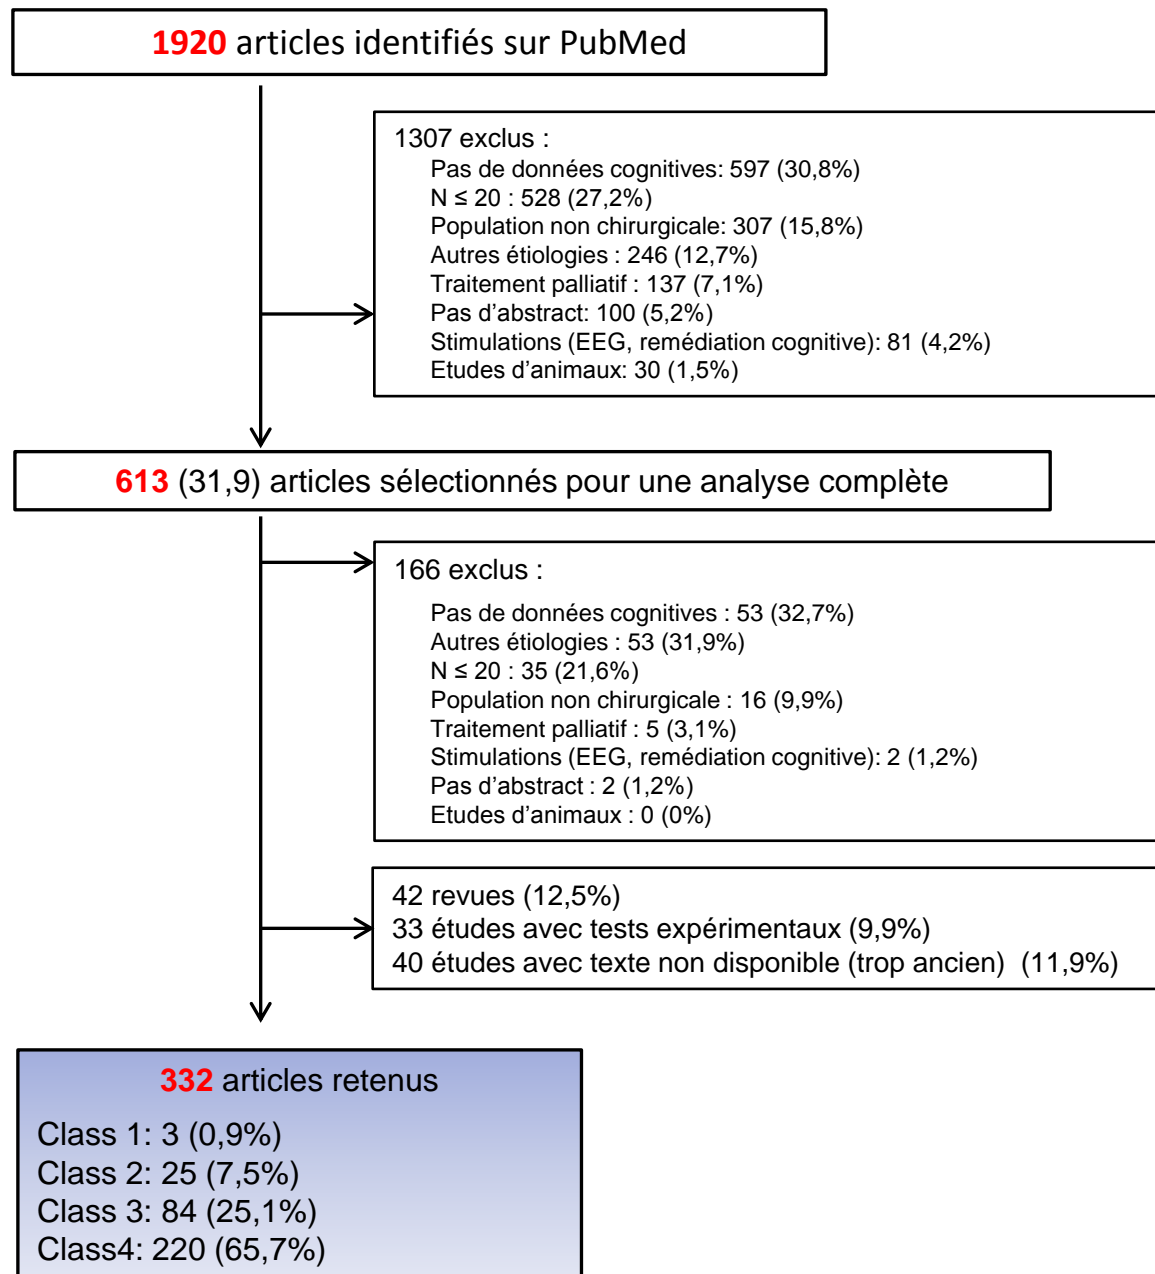 1920 articles identifiés sur PubMed
1307 exclus :
Pas de données cognitives: 597 (30,8%)
N ≤ 20 : 528 (27,2%)
Population non chirurgicale: 307 (15,8%)
Autres étiologies : 246 (12,7%)
Traitement palliatif : 137 (7,1%)
Pas d’abstract: 100 (5,2%)
Stimulations (EEG, remédiation cognitive): 81 (4,2%)
Etudes d’animaux: 30 (1,5%)
613 (31,9) articles sélectionnés pour une analyse complète
166 exclus :
Pas de données cognitives : 53 (32,7%)
Autres étiologies : 53 (31,9%)
N ≤ 20 : 35 (21,6%)
Population non chirurgicale : 16 (9,9%)
Traitement palliatif : 5 (3,1%)
Stimulations (EEG, remédiation cognitive): 2 (1,2%)
Pas d’abstract : 2 (1,2%)
Etudes d’animaux : 0 (0%)
42 revues (12,5%)
33 études avec tests expérimentaux (9,9%)
40 études avec texte non disponible (trop ancien) (11,9%)
332 articles retenus
Class 1: 3 (0,9%)
Class 2: 25 (7,5%)
Class 3: 84 (25,1%)
Class4: 220 (65,7%)